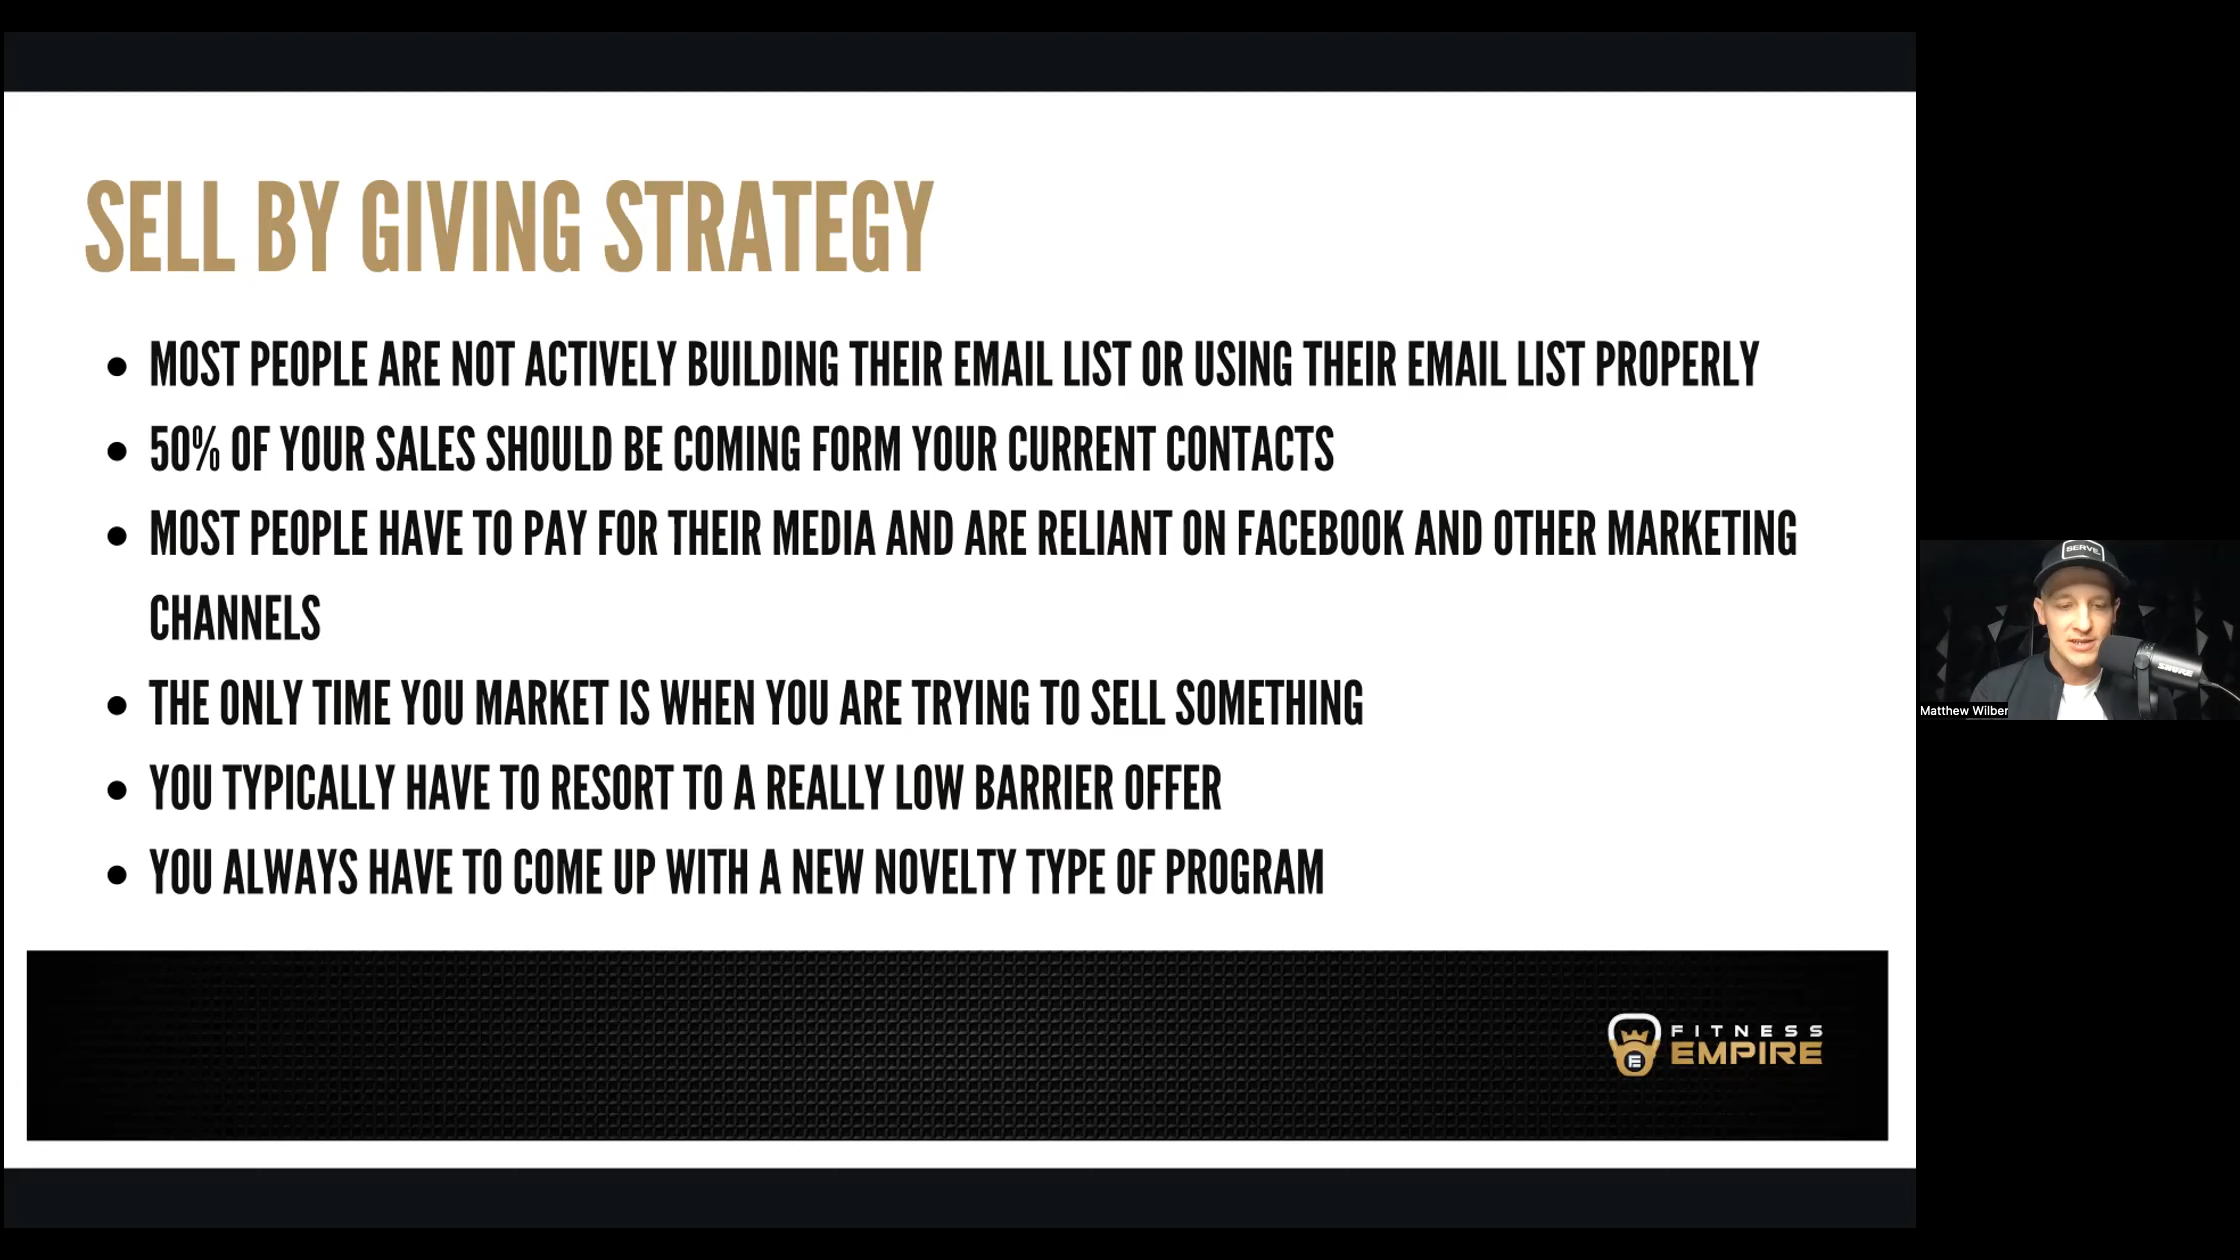 SELL BY GIVING STRATEGY
• MOST PEOPLE ARE NOT ACTIVELY BUILDING THEIR EMAIL LIST OR USING THEIR EMAIL LIST PROPERLY
• 50% OF YOUR SALES SHOULD BE COMING FORM YOUR CURRENT CONTACTS
• MOST PEOPLE HAVE TO PAY FOR THEIR MEDIA AND ARE RELIANT ON FACEBOOK AND OTHER MARKETING
CHANNELS
• THE ONLY TIME YOU MARKET IS WHEN YOU ARE TRYING TO SELL SOMETHING
• YOU TYPICALLY HAVE TO RESORT TO A REALLY LOW BARRIER OFFER
• YOU ALWAYS HAVE TO COME UP WITH A NEW NOVELTY TYPE OF PROGRAM
E
FITNESS
EMPIRE
SERVE.
SHURE
Matthew Wilber